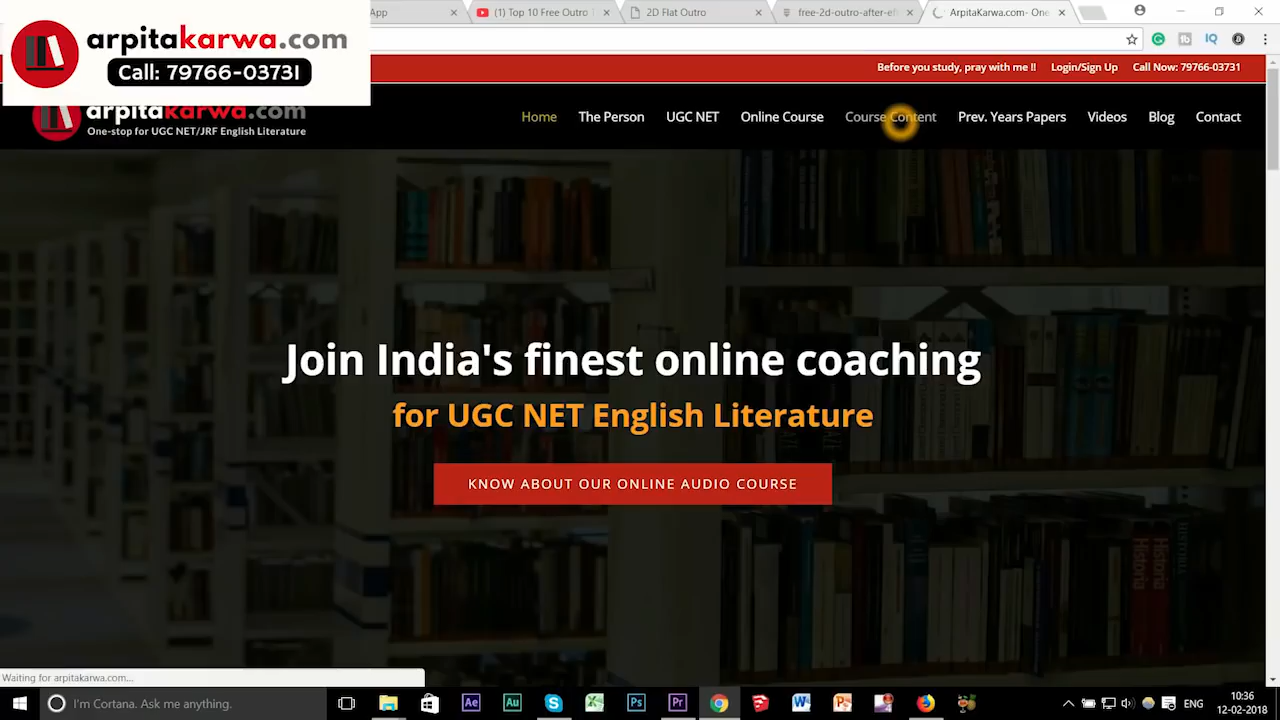 App
(1) Top 10 Free Outro
2D Flat Outro
free-2d-outro-after-eff
ArpitaKarwa.com- One
arpitakarwa.com
Call: 79766-03731
Before you study, pray with me !!
Login/Sign Up
Call Now: 79766-03731
arpitakarwa.com
One-stop for UGC NET/JRF English Literature
Home
The Person
UGC NET
Online Course
Course Content
Prev. Years Papers
Videos
Blog
Contact
Join India's finest online coaching
for UGC NET English Literature
KNOW ABOUT OUR ONLINE AUDIO COURSE
Historia
Historia
Waiting for arpitakarwa.com...
I'm Cortana. Ask me anything.
ENG
10:36
12-02-2018